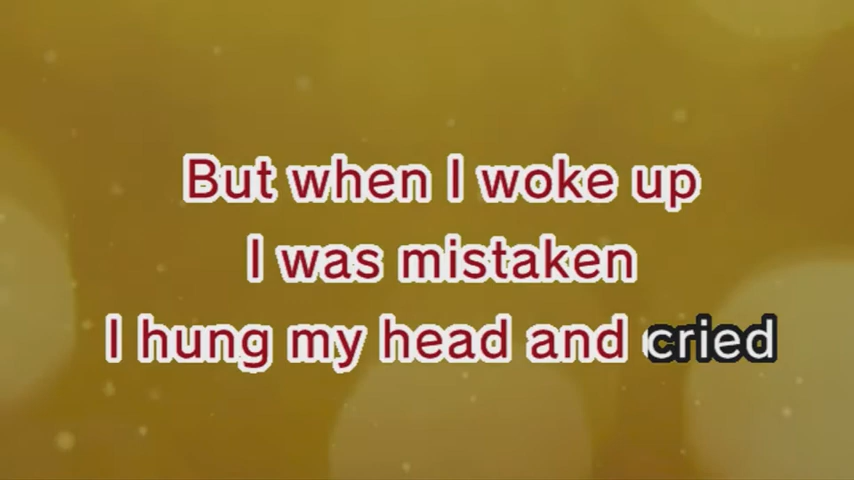 But when I woke up
I was mistaken
I hung my head and cried